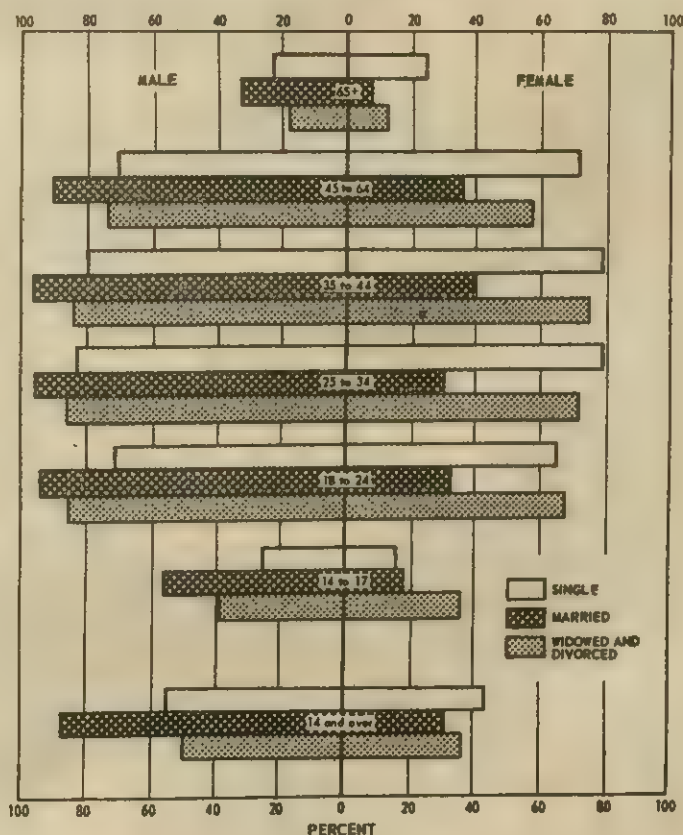 100 80 60 40 20 0 20 40 60 80 100
MALE FEMALE
65+
45 to 64
35 to 44
25 to 34
18 to 24
14 to 17
SINGLE
MARRIED
WIDOWED AND
DIVORCED
14 and over
100 80 60 40 20 0 20 40 60 80 100
PERCENT